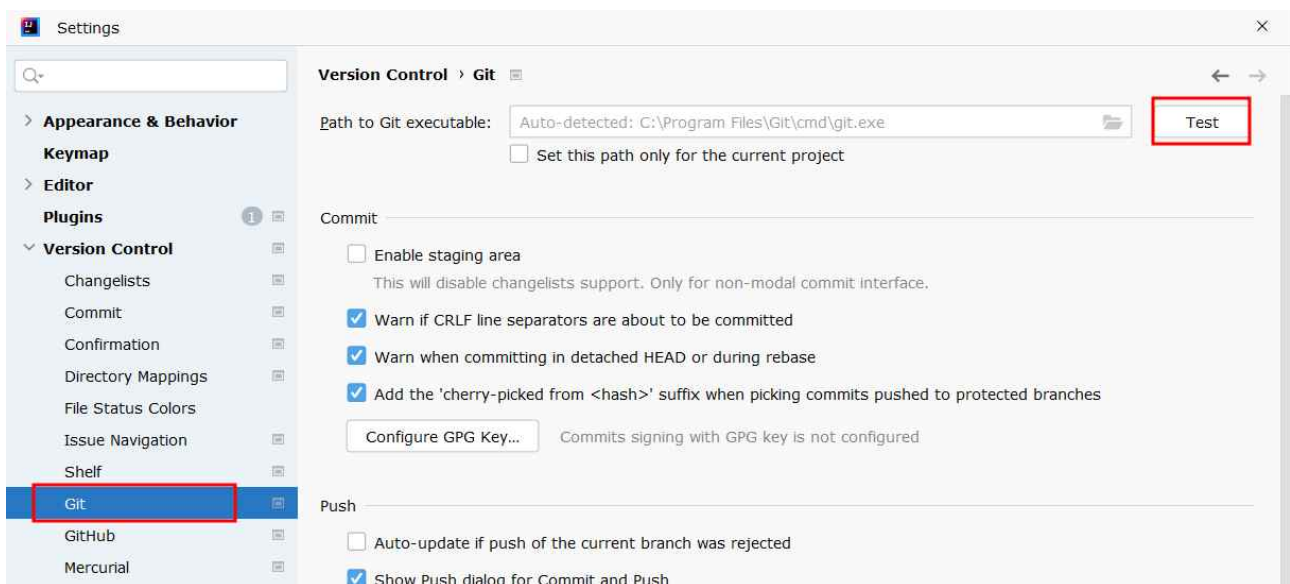 Settings
Version Control › Git
Appearance & Behavior
Keymap
Editor
Plugins 1
Version Control
Changelists
Commit
Confirmation
Directory Mappings
File Status Colors
Issue Navigation
Shelf
Git
GitHub
Mercurial
Path to Git executable: Auto-detected: C:\Program Files\Git\cmd\git.exe Test
Set this path only for the current project
Commit
Enable staging area
This will disable changelists support. Only for non-modal commit interface.
Warn if CRLF line separators are about to be committed
Warn when committing in detached HEAD or during rebase
Add the 'cherry-picked from <hash>' suffix when picking commits pushed to protected branches
Configure GPG Key... Commits signing with GPG key is not configured
Push
Auto-update if push of the current branch was rejected
Show Push dialog for Commit and Push